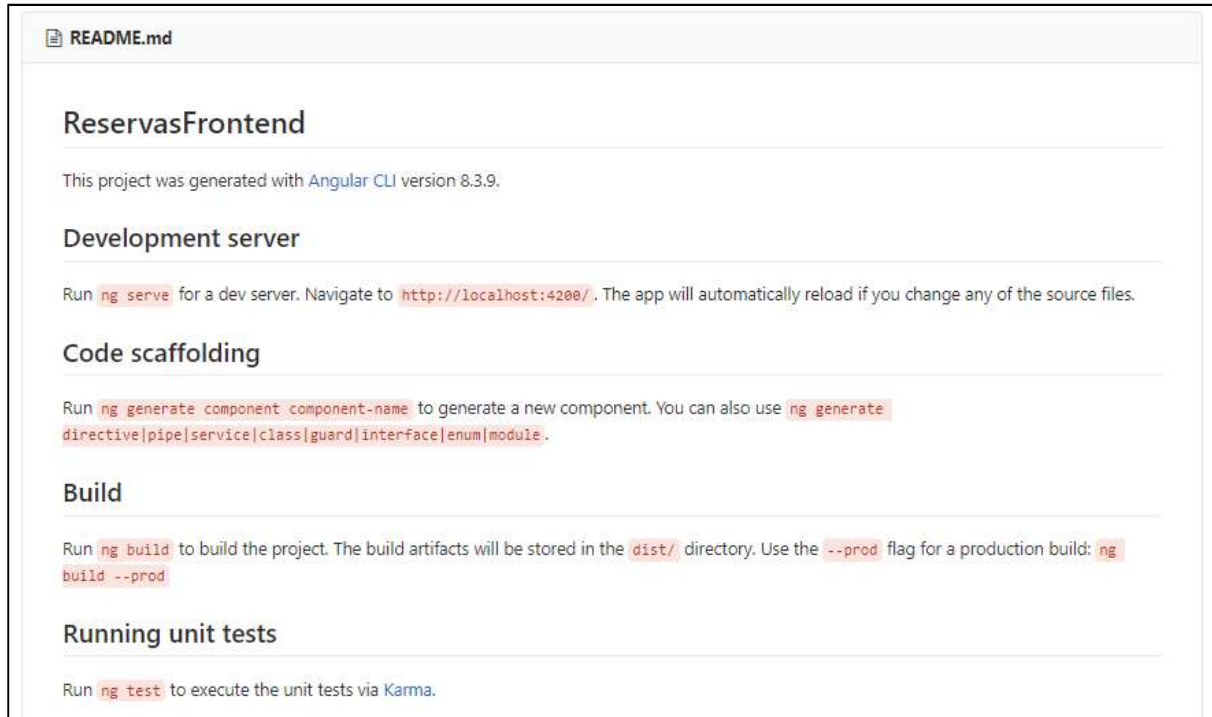 README.md
ReservasFrontend
This project was generated with Angular CLI version 8.3.9.
Development server
Run ng serve for a dev server. Navigate to http://localhost:4200/. The app will automatically reload if you change any of the source files.
Code scaffolding
Run ng generate component component-name to generate a new component. You can also use ng generate
directive|pipe|service|class|guard|interface|enum|module.
Build
Run ng build to build the project. The build artifacts will be stored in the dist/ directory. Use the --prod flag for a production build: ng
build --prod
Running unit tests
Run ng test to execute the unit tests via Karma.